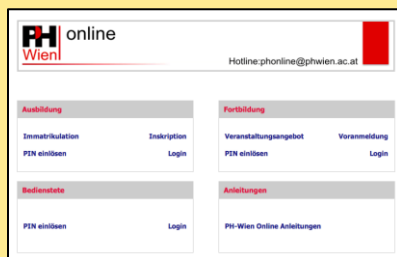 PH online
Wien
Hotline:phonline@phwien.ac.at
Ausbildung
Immatrikulation Inskription
PIN einlösen Login
Fortbildung
Veranstaltungsangebot Voranmeldung
PIN einlösen Login
Bedienstete
PIN einlösen Login
Anleitungen
PH-Wien Online Anleitungen